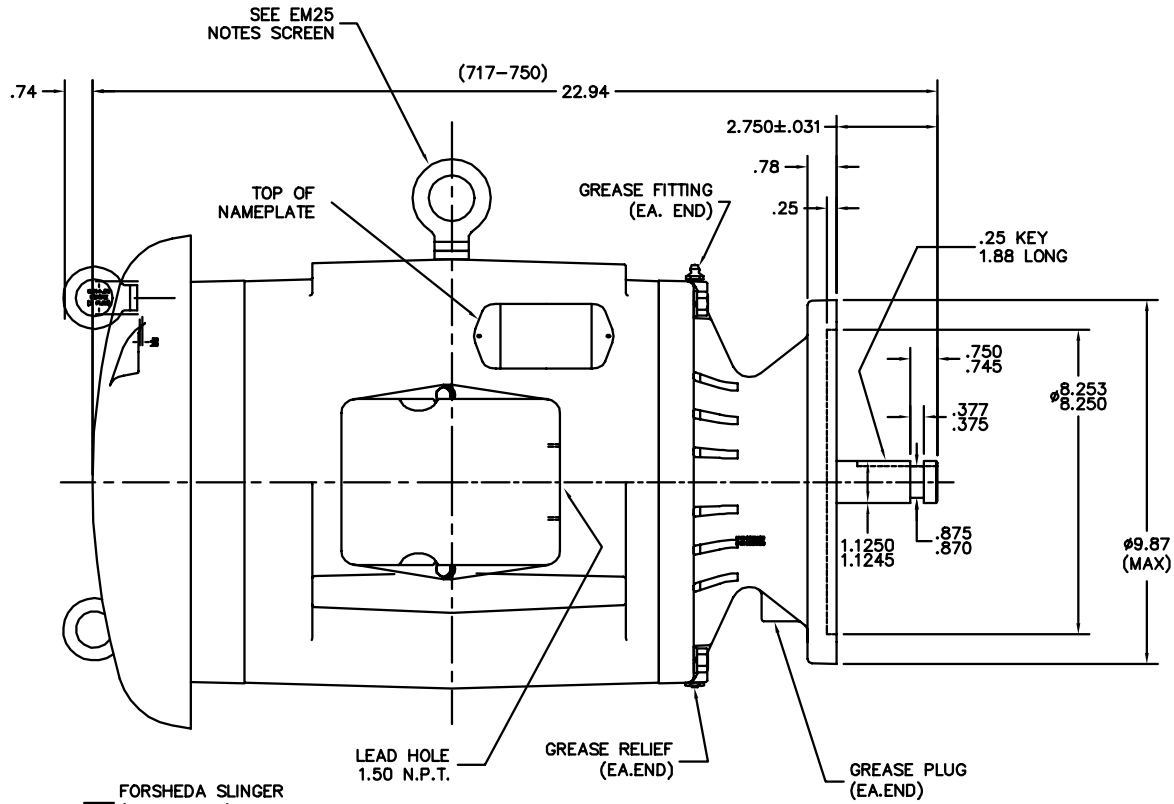 SEE EM25
NOTES SCREEN
(717-750)
.74
22.94
2.750±.031
.78
.25
TOP OF
NAMEPLATE
GREASE FITTING
(EA. END)
.25 KEY
1.88 LONG
.750
.745
ø8.253
8.250
.377
.375
1.1250
1.1245
.875
.870
ø9.87
(MAX)
LEAD HOLE
1.50 N.P.T.
GREASE RELIEF
(EA.END)
GREASE PLUG
(EA.END)
FORSHEDA SLINGER